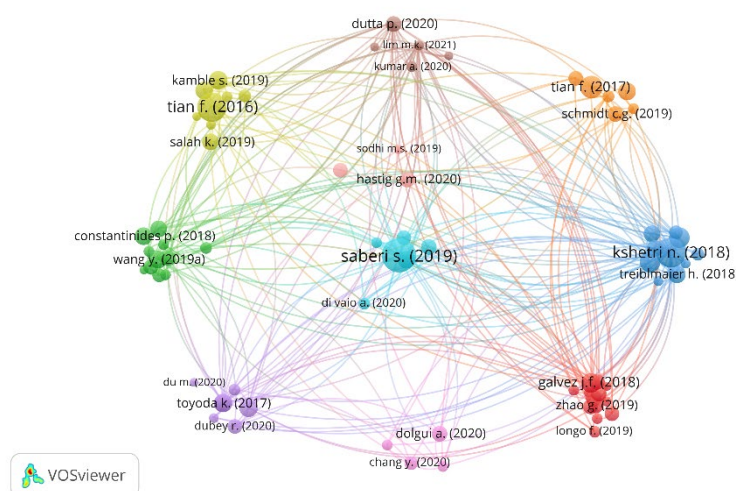 dutta p. (2020)
lim m.k. (2021)
kumar a. (2020)
kamble s. (2019)
tian f. (2016)
salah k. (2019)
tian f. (2017)
schmidt c.g. (2019)
sodhi m.s. (2019)
hastig g.m. (2020)
constantinides p. (2018)
wang y. (2019a)
saberi s. (2019)
kshetri n. (2018)
treiblmaier h. (2018
di vaio a. (2020)
du m. (2020)
toyoda k. (2017)
dubey r. (2020)
galvez j.f. (2018)
zhao g. (2019)
longo f. (2019)
dolgui a. (2020)
chang y. (2020)
VOSviewer